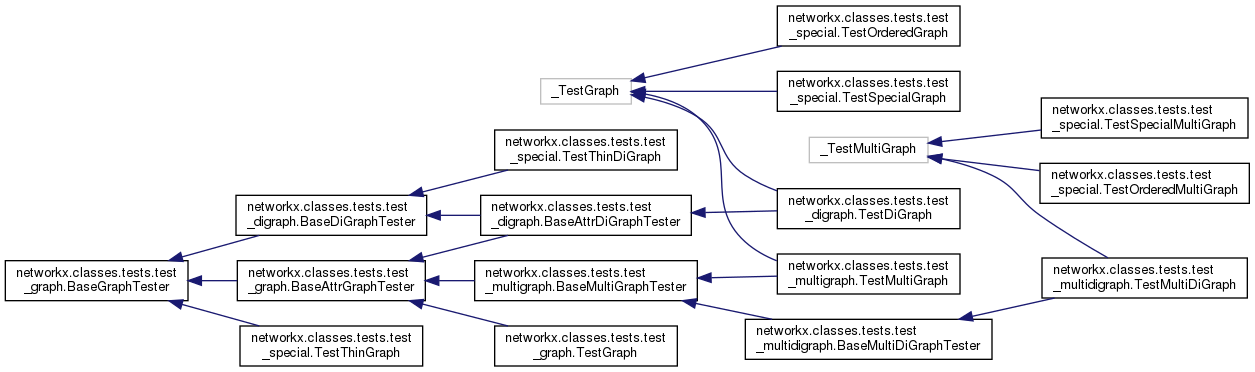 networkx.classes.tests.test
_special.TestOrderedGraph
_TestGraph
networkx.classes.tests.test
_special.TestSpecialGraph
networkx.classes.tests.test
_special.TestSpecialMultiGraph
networkx.classes.tests.test
_special.TestThinDiGraph
_TestMultiGraph
networkx.classes.tests.test
_special.TestOrderedMultiGraph
networkx.classes.tests.test
_digraph.BaseDiGraphTester
networkx.classes.tests.test
_digraph.BaseAttrDiGraphTester
networkx.classes.tests.test
_digraph.TestDiGraph
networkx.classes.tests.test
_graph.BaseGraphTester
networkx.classes.tests.test
_graph.BaseAttrGraphTester
networkx.classes.tests.test
_multigraph.BaseMultiGraphTester
networkx.classes.tests.test
_multigraph.TestMultiGraph
networkx.classes.tests.test
_multidigraph.TestMultiDiGraph
networkx.classes.tests.test
_special.TestThinGraph
networkx.classes.tests.test
_graph.TestGraph
networkx.classes.tests.test
_multidigraph.BaseMultiDiGraphTester